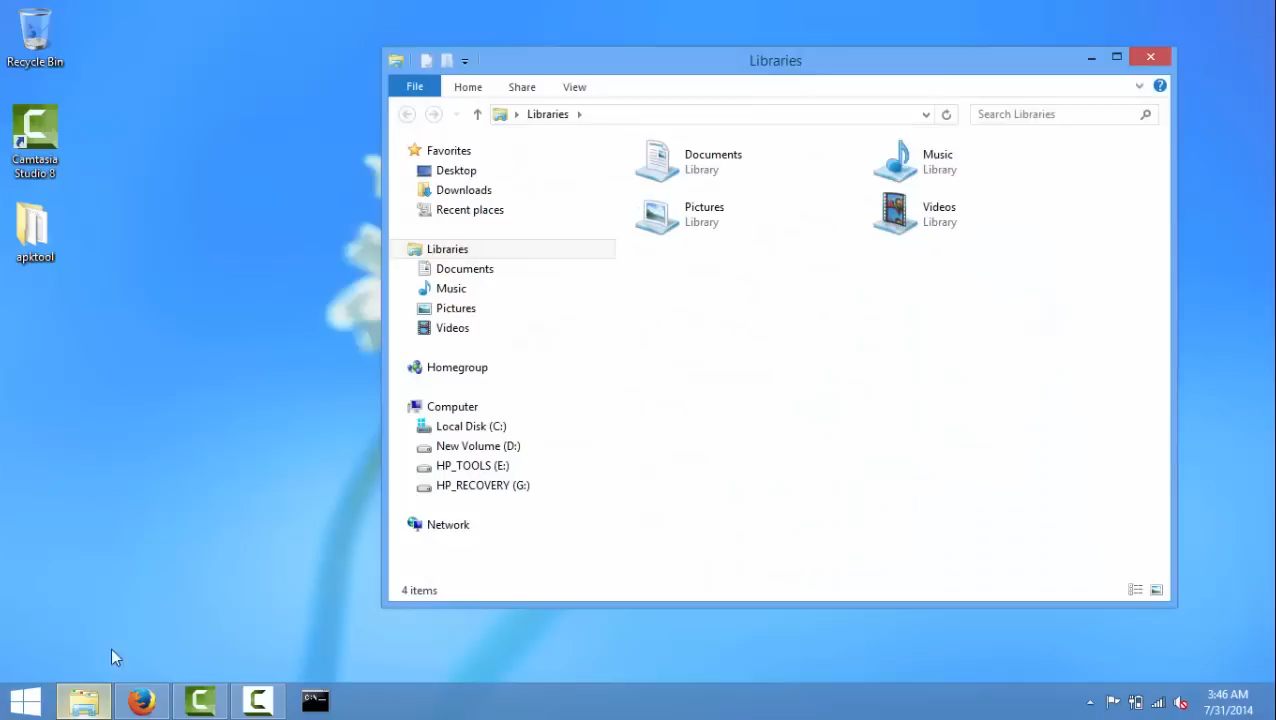 Recycle Bin
Camtasia
Studio 8
apktool
Libraries
File Home Share View
Libraries
Search Libraries
Favorites
Desktop
Downloads
Recent places
Libraries
Documents
Music
Pictures
Videos
Homegroup
Computer
Local Disk (C:)
New Volume (D:)
HP_TOOLS (E:)
HP_RECOVERY (G:)
Network
Documents
Library
Music
Library
Pictures
Library
Videos
Library
4 items
3:46 AM
7/31/2014